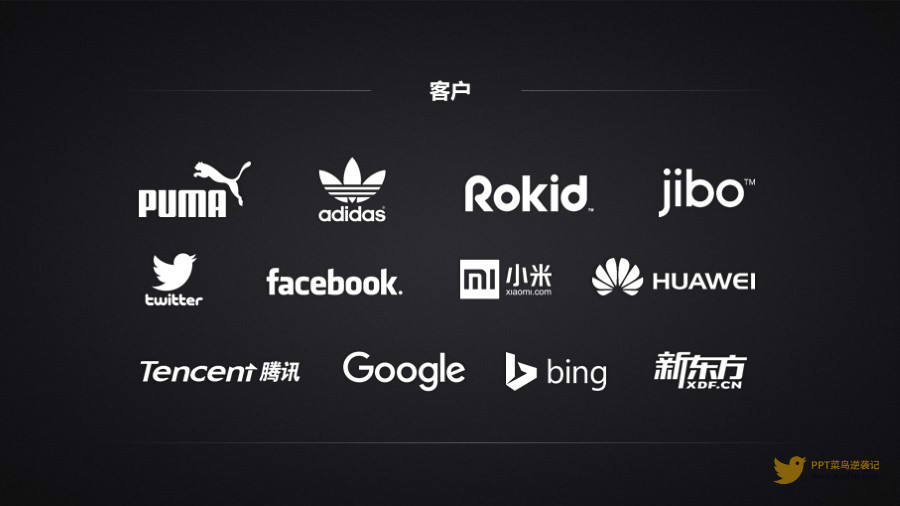 客户
PUMA
adidas
Rokid™
jibo™
twitter
facebook.
mi 小米
xiaomi.com
HUAWEI
Tencent 腾讯
Google
bing
新东方
XDF.CN
PPT菜鸟逆袭记